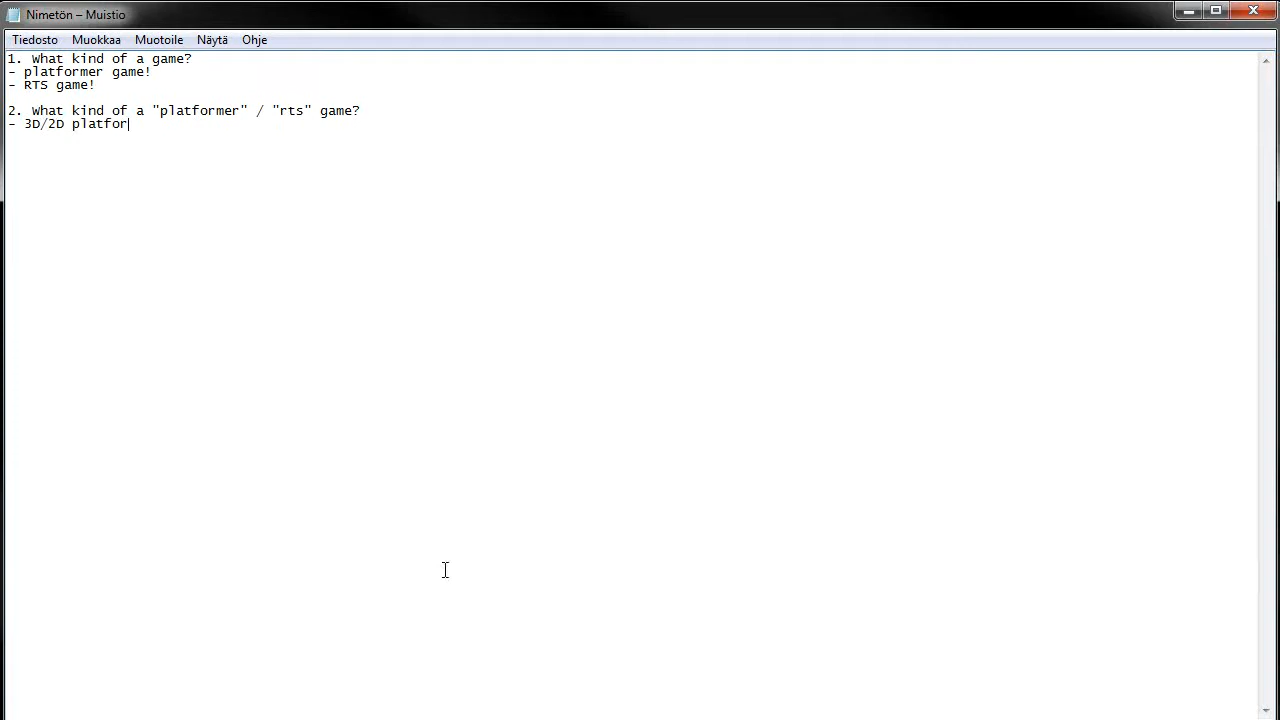 Nimetön – Muistio
Tiedosto Muokkaa Muotoile Näytä Ohje
1. What kind of a game?
- platformer game!
- RTS game!
2. What kind of a "platformer" / "rts" game?
- 3D/2D platfor